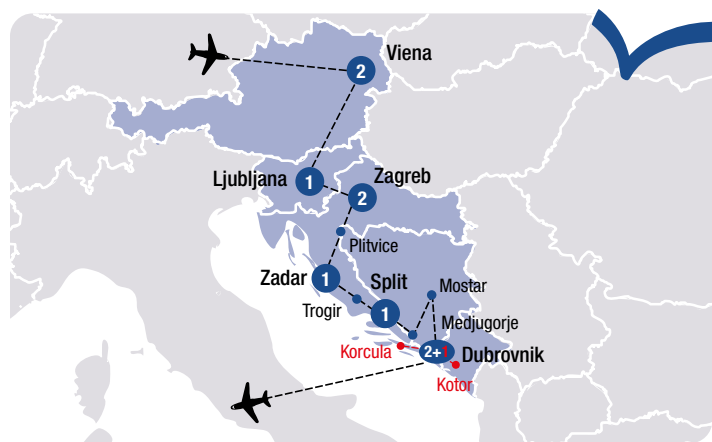 Viena
2
Ljubljana
1
Zagreb
2
Plitvice
Zadar
1
Split
1
Trogir
Mostar
Medjugorje
Korcula
2+1
Dubrovnik
Kotor